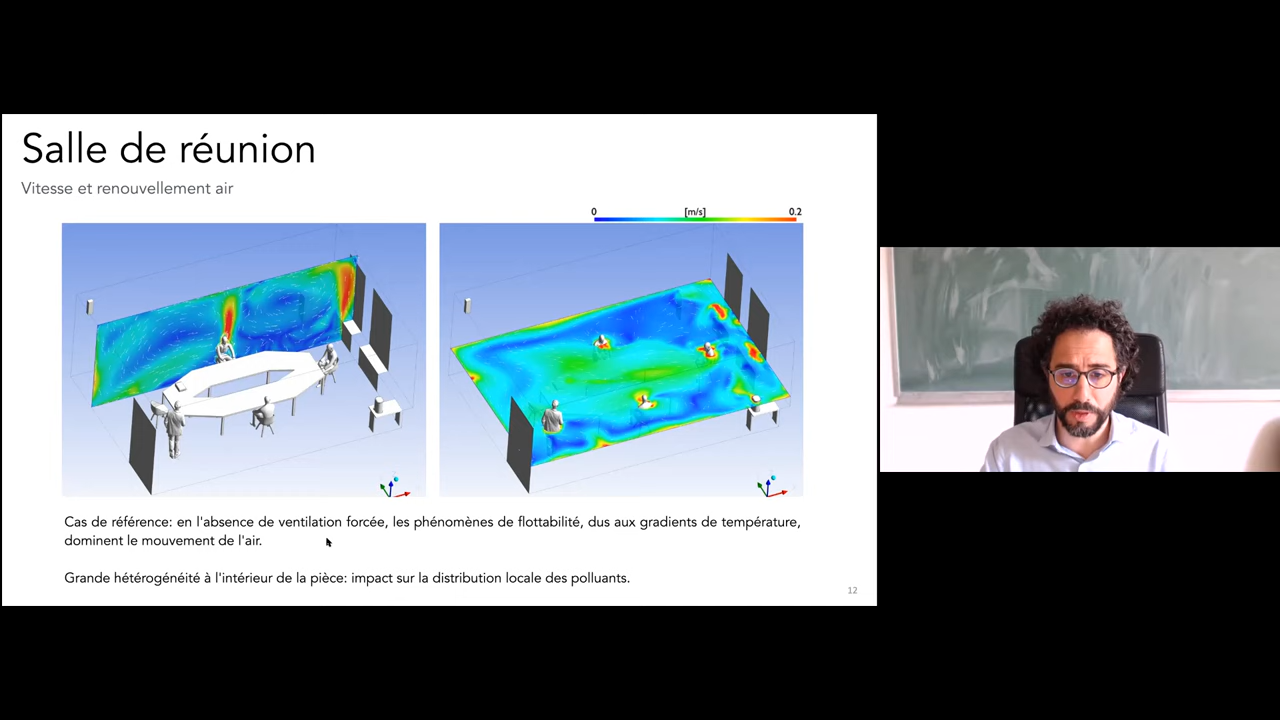 Salle de réunion
Vitesse et renouvellement air
0 [m/s] 0.2
Cas de référence: en l'absence de ventilation forcée, les phénomènes de flottabilité, dus aux gradients de température,
dominent le mouvement de l'air.
Grande hétérogénéité à l'intérieur de la pièce: impact sur la distribution locale des polluants.
12